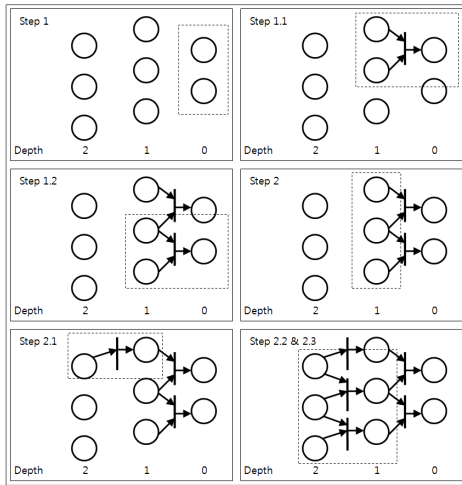 Step 1
Depth 2 1 0
Step 1.1
Depth 2 1 0
Step 1.2
Depth 2 1 0
Step 2
Depth 2 1 0
Step 2.1
Depth 2 1 0
Step 2.2 & 2.3
Depth 2 1 0